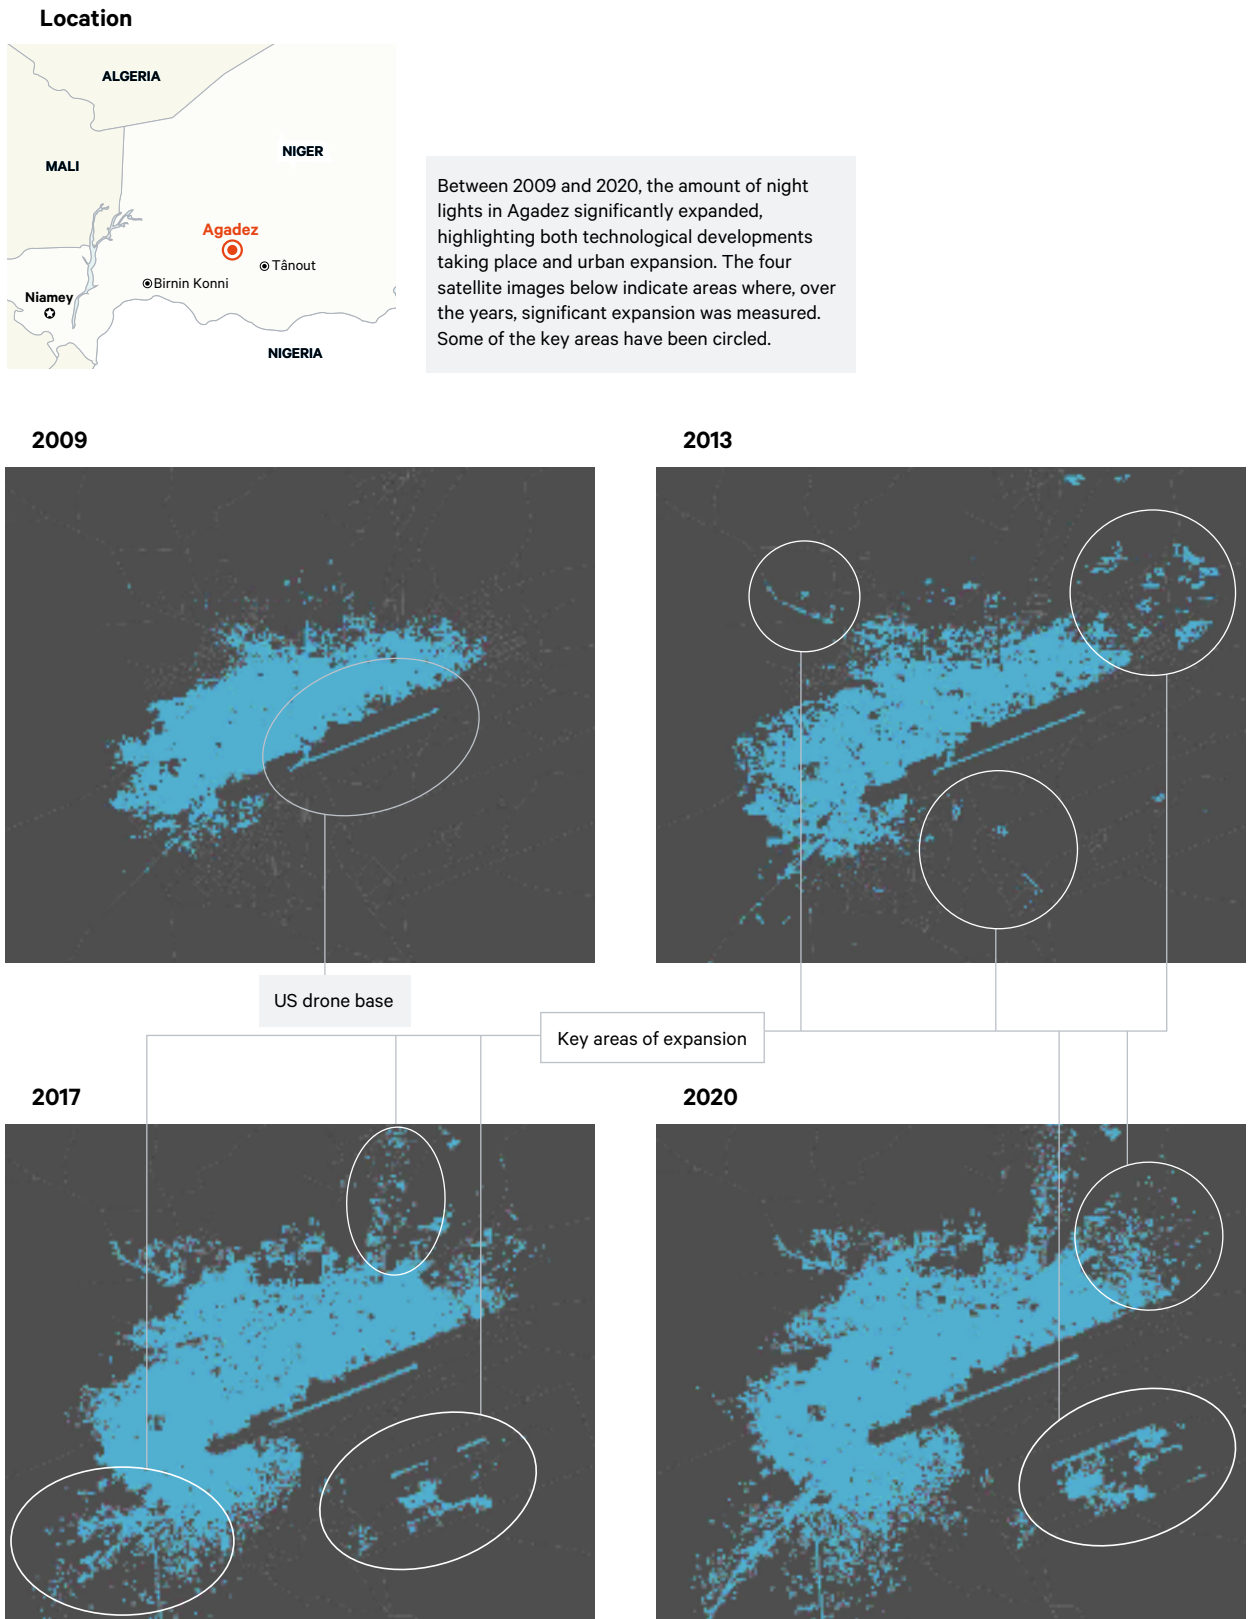 Location
ALGERIA
NIGER
MALI
Agadez
Tânout
Birnin Konni
Niamey
NIGERIA
Between 2009 and 2020, the amount of night
lights in Agadez significantly expanded,
highlighting both technological developments
taking place and urban expansion. The four
satellite images below indicate areas where, over
the years, significant expansion was measured.
Some of the key areas have been circled.
2009
2013
US drone base
Key areas of expansion
2017
2020